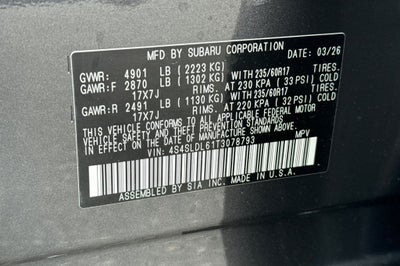 MFD BY SUBARU CORPORATION 03/26
GVWR: 4901 LB (2223 KG)
GAWR:F 2870 LB (1302 KG) WITH 235/60R17 TIRES.
17X7J RIMS. AT 230 KPA (33 PSI) COLD
GAWR:R 2491 LB (1130 KG) WITH 235/60R17 TIRES.
17X7J RIMS. AT 220 KPA (32 PSI) COLD
THIS VEHICLE CONFORMS TO ALL APPLICABLE FEDERAL MOTOR
VEHICLE SAFETY AND THEFT PREVENTION STANDARDS IN
EFFECT ON THE DATE OF MANUFACTURE SHOWN ABOVE.
VIN: 4S4SLDL61T3078793 MPV
ASSEMBLED BY SIA INC. MADE IN U.S.A.